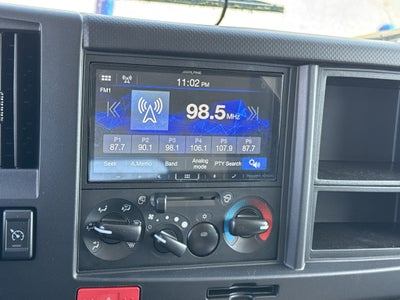 ALPINE
11:02 PM
FM1
98.5 MHz
P1 P2 P3 P4 P5 P6
87.7 90.1 98.1 106.1 107.9 87.7
Seek A.Memo Band Analog mode PTY Search